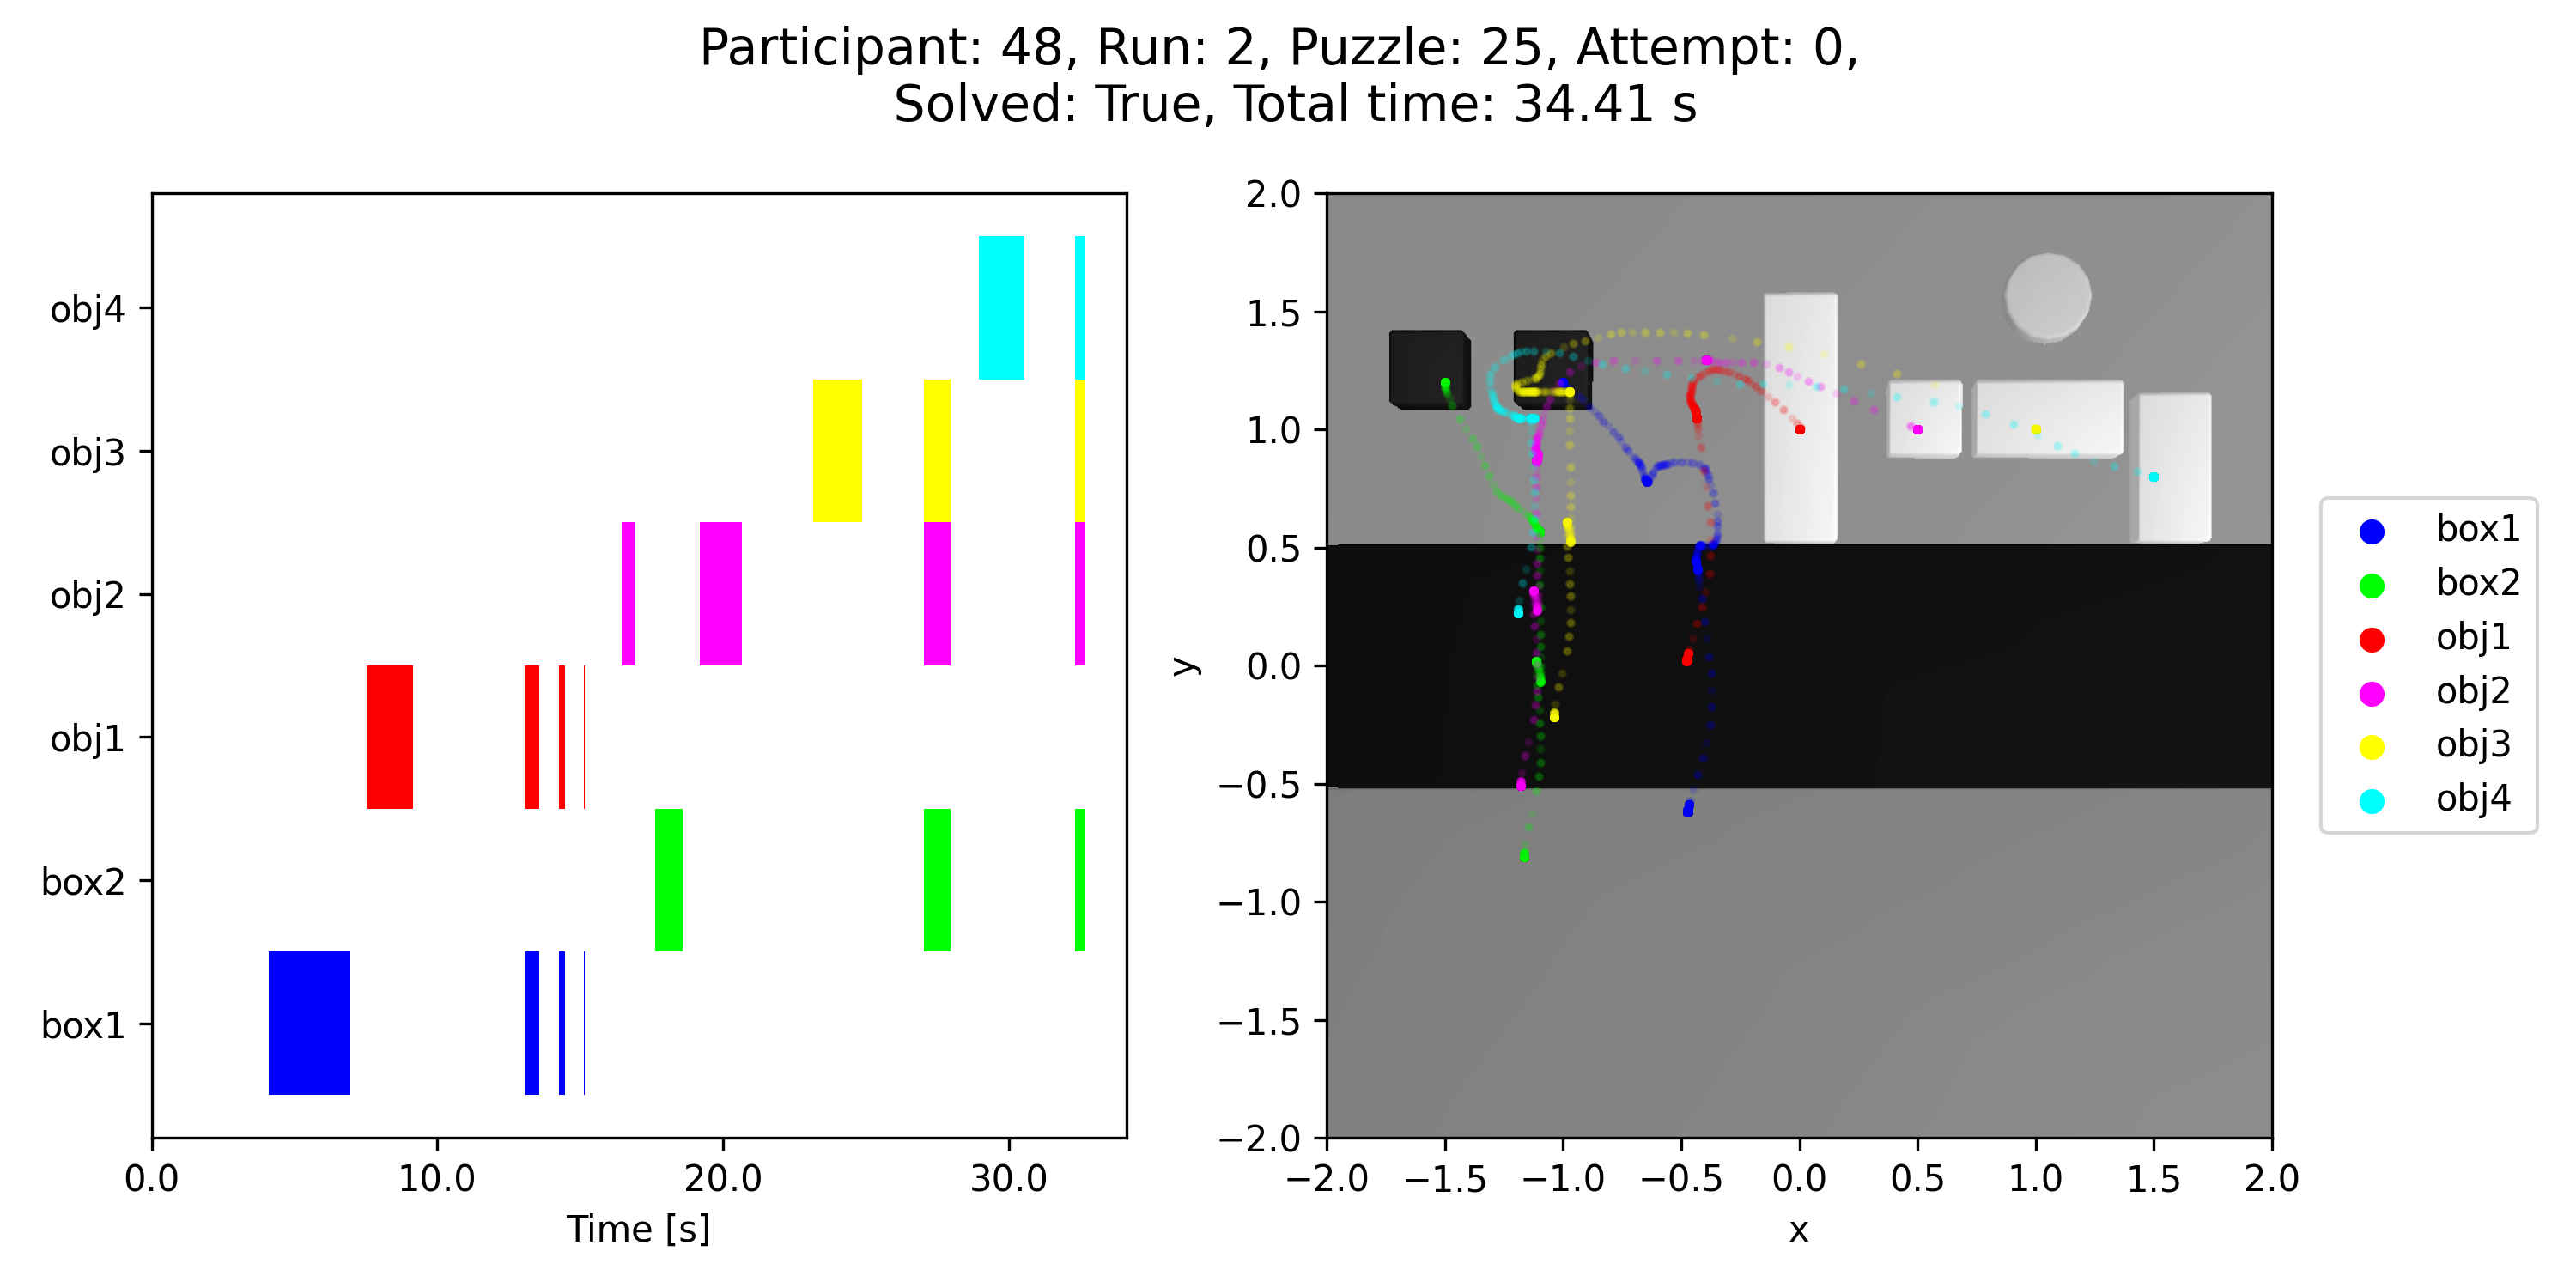 Participant: 48, Run: 2, Puzzle: 25, Attempt: 0,
Solved: True, Total time: 34.41 s
obj4
obj3
obj2
obj1
box2
box1
0.0 10.0 20.0 30.0
Time [s]
2.0
1.5
1.0
0.5
0.0
−0.5
−1.0
−1.5
−2.0
y
−2.0 −1.5 −1.0 −0.5 0.0 0.5 1.0 1.5 2.0
x
box1
box2
obj1
obj2
obj3
obj4